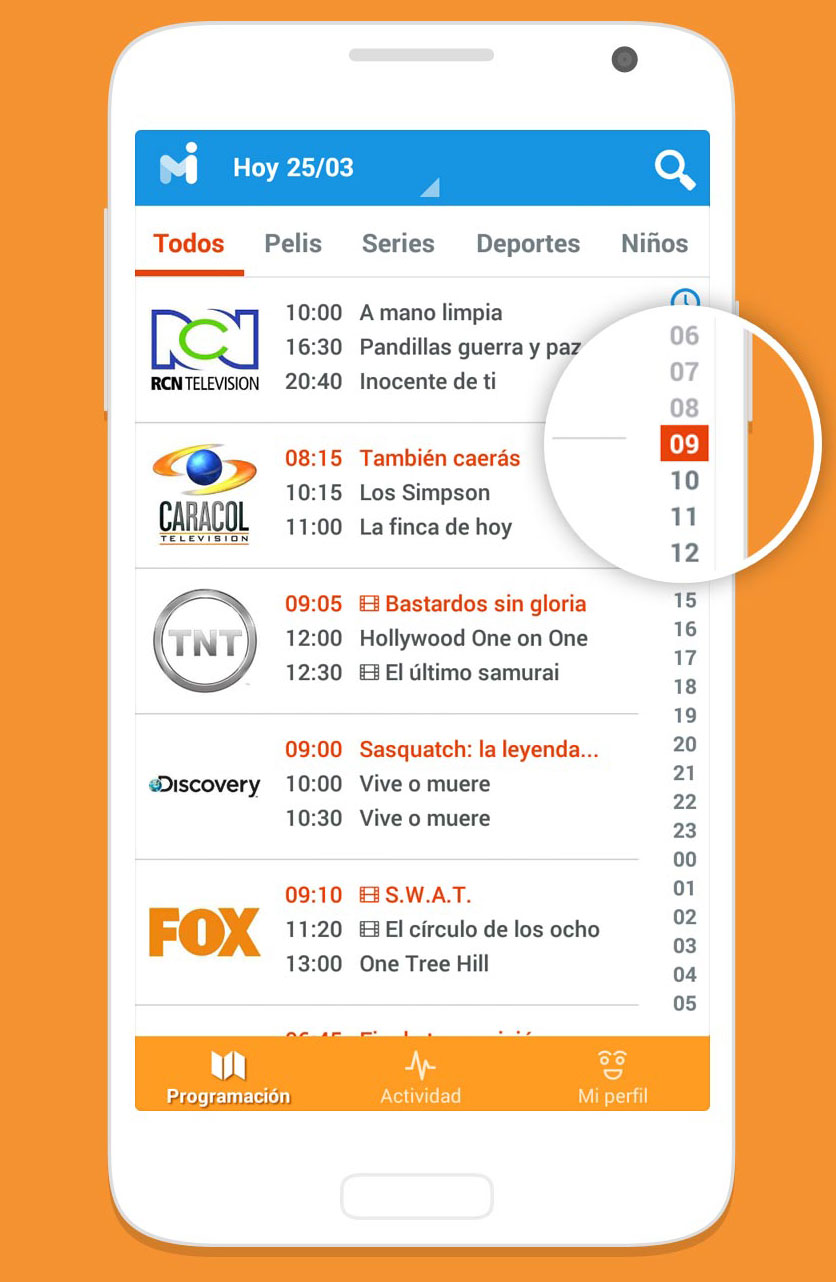 Hoy 25/03
Todos Pelis Series Deportes Niños
RCN TELEVISION
10:00 A mano limpia
16:30 Pandillas guerra y paz
20:40 Inocente de ti
CARACOL
TELEVISION
08:15 También caerás
10:15 Los Simpson
11:00 La finca de hoy
TNT
09:05 Bastardos sin gloria
12:00 Hollywood One on One
12:30 El último samurai
Discovery
09:00 Sasquatch: la leyenda...
10:00 Vive o muere
10:30 Vive o muere
FOX
09:10 S.W.A.T.
11:20 El círculo de los ocho
13:00 One Tree Hill
06
07
08
09
10
11
12
15
16
17
18
19
20
21
22
23
00
01
02
03
04
05
Programación Actividad Mi perfil